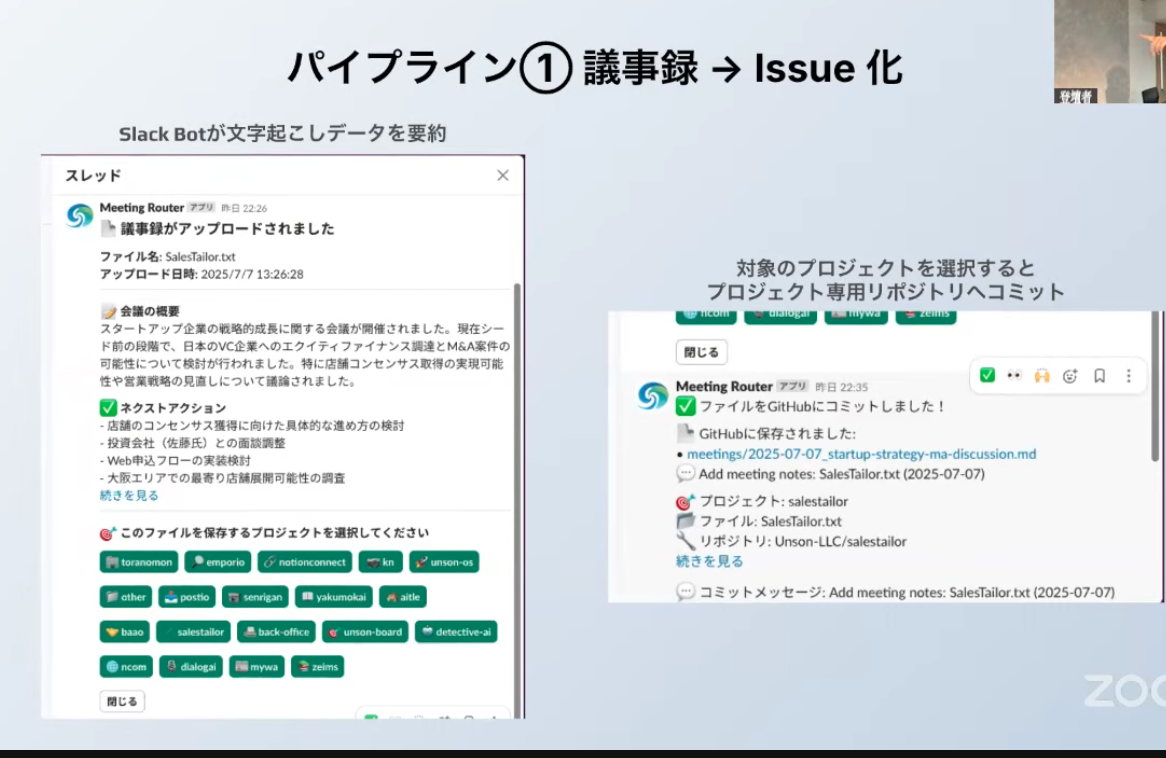 パイプライン① 議事録 → Issue 化
登壇者
Slack Botが文字起こしデータを要約
スレッド
Meeting Router アプリ 昨日 22:26
議事録がアップロードされました
ファイル名: SalesTailor.txt
アップロード日時: 2025/7/7 13:26:28
会議の概要
スタートアップ企業の戦略的成長に関する会議が開催されました。現在シー
ド前の段階で、日本のVC企業へのエクイティファイナンス調達とM&A案件の
可能性について検討が行われました。特に店舗コンセンサス取得の実現可能
性や営業戦略の見直しについて議論されました。
ネクストアクション
- 店舗のコンセンサス獲得に向けた具体的な進め方の検討
- 投資会社（佐藤氏）との面談調整
- Web申込フローの実装検討
- 大阪エリアでの最寄り店舗展開可能性の調査
続きを見る
このファイルを保存するプロジェクトを選択してください
toranomon emporio notionconnect kn unson-os
other postio senrigan yakumokai aitle
baao salestailor back-office unson-board detective-ai
ncom dialogai mywa zeims
閉じる
対象のプロジェクトを選択すると
プロジェクト専用リポジトリへコミット
ncom dialogai mywa zeims
閉じる
Meeting Router アプリ 昨日 22:35
ファイルをGitHubにコミットしました！
GitHubに保存されました:
• meetings/2025-07-07_startup-strategy-ma-discussion.md
Add meeting notes: SalesTailor.txt (2025-07-07)
プロジェクト: salestailor
ファイル: SalesTailor.txt
リポジトリ: Unson-LLC/salestailor
続きを見る
コミットメッセージ: Add meeting notes: SalesTailor.txt (2025-07-07)